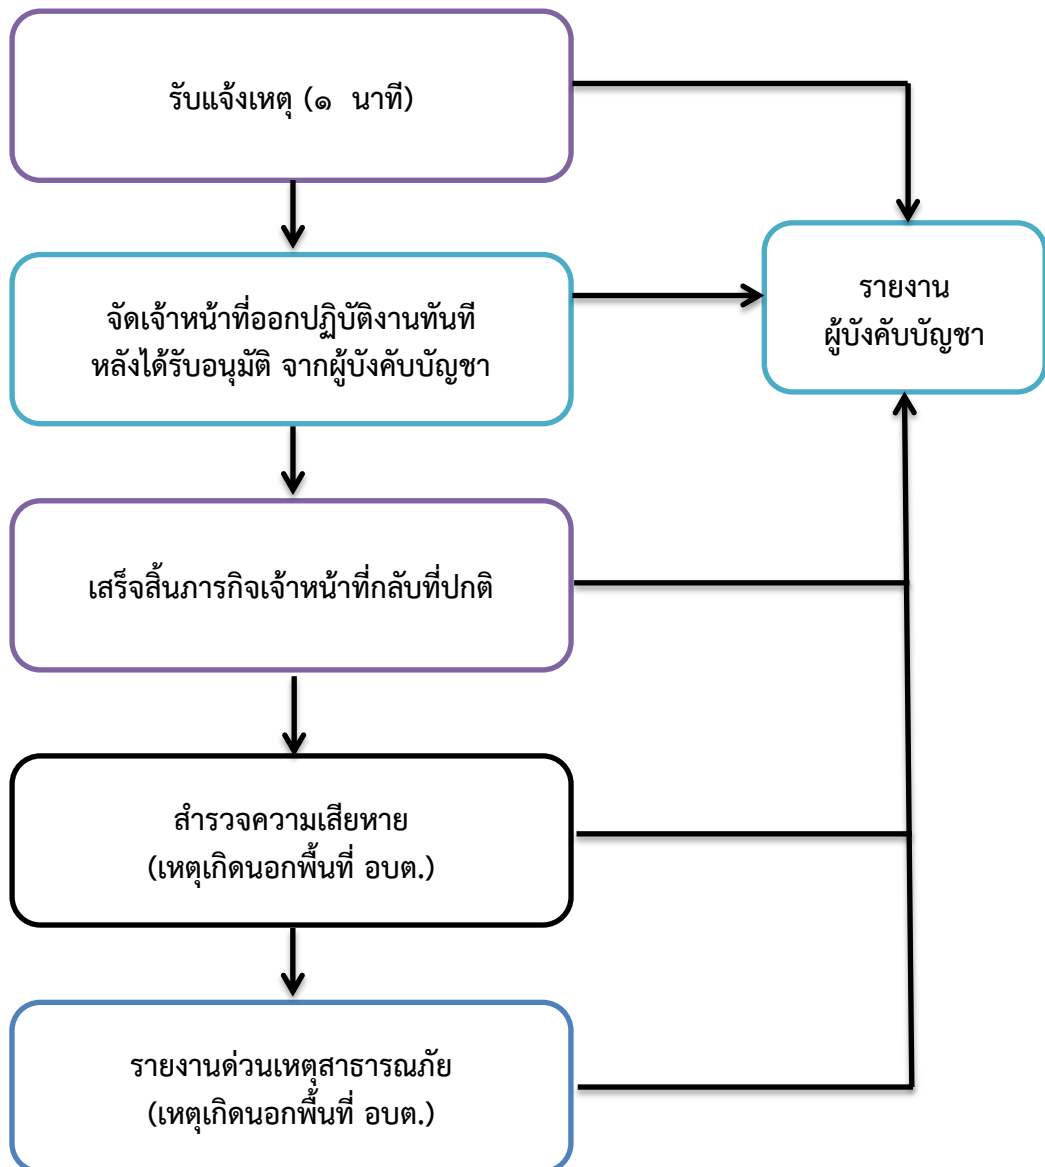 รับแจ้งเหตุ (๑ นาที)
จัดเจ้าหน้าที่ออกปฏิบัติงานทันที
หลังได้รับอนุมัติ จากผู้บังคับบัญชา
รายงาน
ผู้บังคับบัญชา
เสร็จสิ้นภารกิจเจ้าหน้าที่กลับที่ปกติ
สำรวจความเสียหาย
(เหตุเกิดนอกพื้นที่ อบต.)
รายงานด่วนเหตุสาธารณภัย
(เหตุเกิดนอกพื้นที่ อบต.)